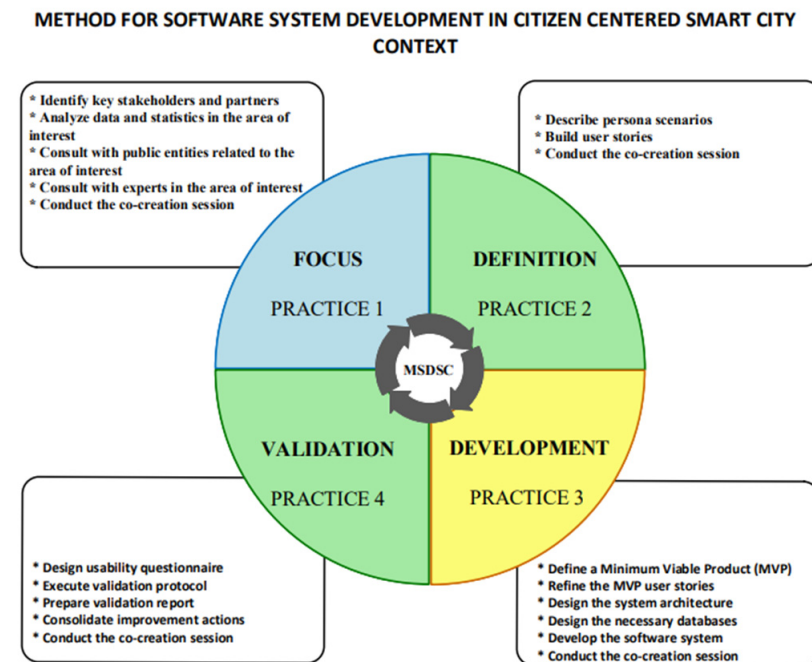 METHOD FOR SOFTWARE SYSTEM DEVELOPMENT IN CITIZEN CENTERED SMART CITY
CONTEXT
* Identify key stakeholders and partners
* Analyze data and statistics in the area of
interest
* Consult with public entities related to the
area of interest
* Consult with experts in the area of interest
* Conduct the co-creation session
* Describe persona scenarios
* Build user stories
* Conduct the co-creation session
FOCUS
PRACTICE 1
DEFINITION
PRACTICE 2
MSDSC
VALIDATION
PRACTICE 4
DEVELOPMENT
PRACTICE 3
* Design usability questionnaire
* Execute validation protocol
* Prepare validation report
* Consolidate improvement actions
* Conduct the co-creation session
* Define a Minimum Viable Product (MVP)
* Refine the MVP user stories
* Design the system architecture
* Design the necessary databases
* Develop the software system
* Conduct the co-creation session